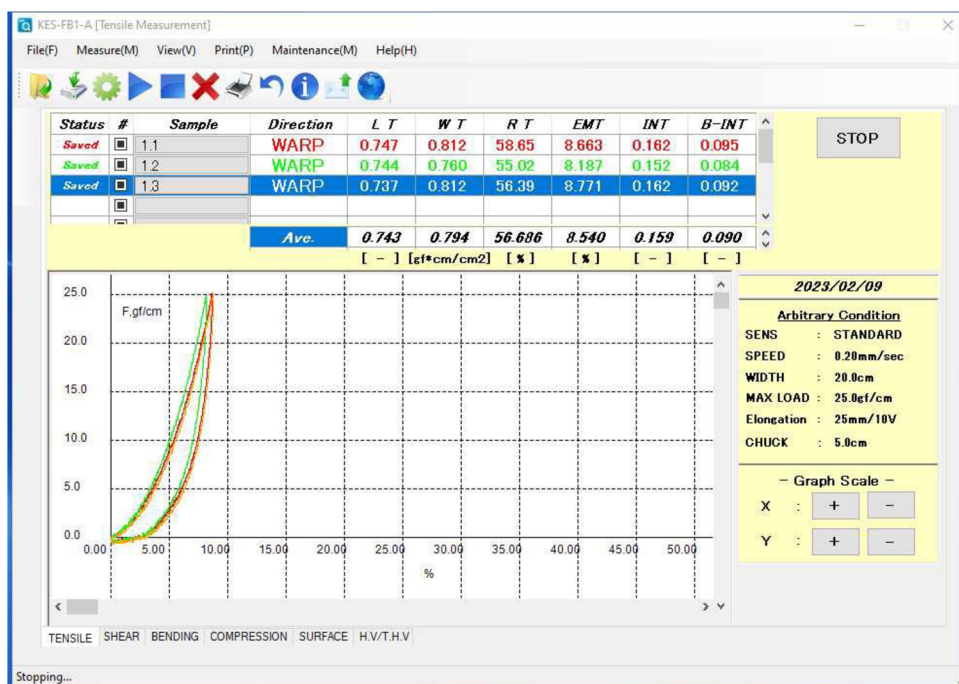 KES-FB1-A [Tensile Measurement]
File(F) Measure(M) View(V) Print(P) Maintenance(M) Help(H)
Status # Sample Direction L T W T R T EMT INT B-INT
Saved 1.1 WARP 0.747 0.812 58.65 8.663 0.162 0.095
Saved 1.2 WARP 0.744 0.760 55.02 8.187 0.152 0.084
Saved 1.3 WARP 0.737 0.812 56.39 8.771 0.162 0.092
Ave. 0.743 0.794 56.686 8.540 0.159 0.090
[ - ] [gf*cm/cm2] [ % ] [ % ] [ - ] [ - ]
STOP
25.0
F,gf/cm
20.0
15.0
10.0
5.0
0.0
0.00 5.00 10.00 15.00 20.00 25.00 30.00 35.00 40.00 45.00 50.00
%
2023/02/09
Arbitrary Condition
SENS : STANDARD
SPEED : 0.20mm/sec
WIDTH : 20.0cm
MAX LOAD : 25.0gf/cm
Elongation : 25mm/10V
CHUCK : 5.0cm
- Graph Scale -
X : + -
Y : + -
TENSILE SHEAR BENDING COMPRESSION SURFACE H.V/T.H.V
Stopping...